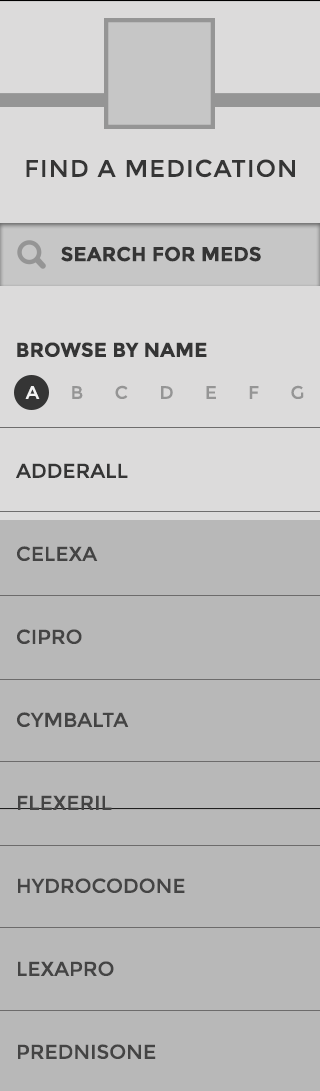 FIND A MEDICATION
SEARCH FOR MEDS
BROWSE BY NAME
A B C D E F G
ADDERALL
CELEXA
CIPRO
CYMBALTA
FLEXERIL
HYDROCODONE
LEXAPRO
PREDNISONE